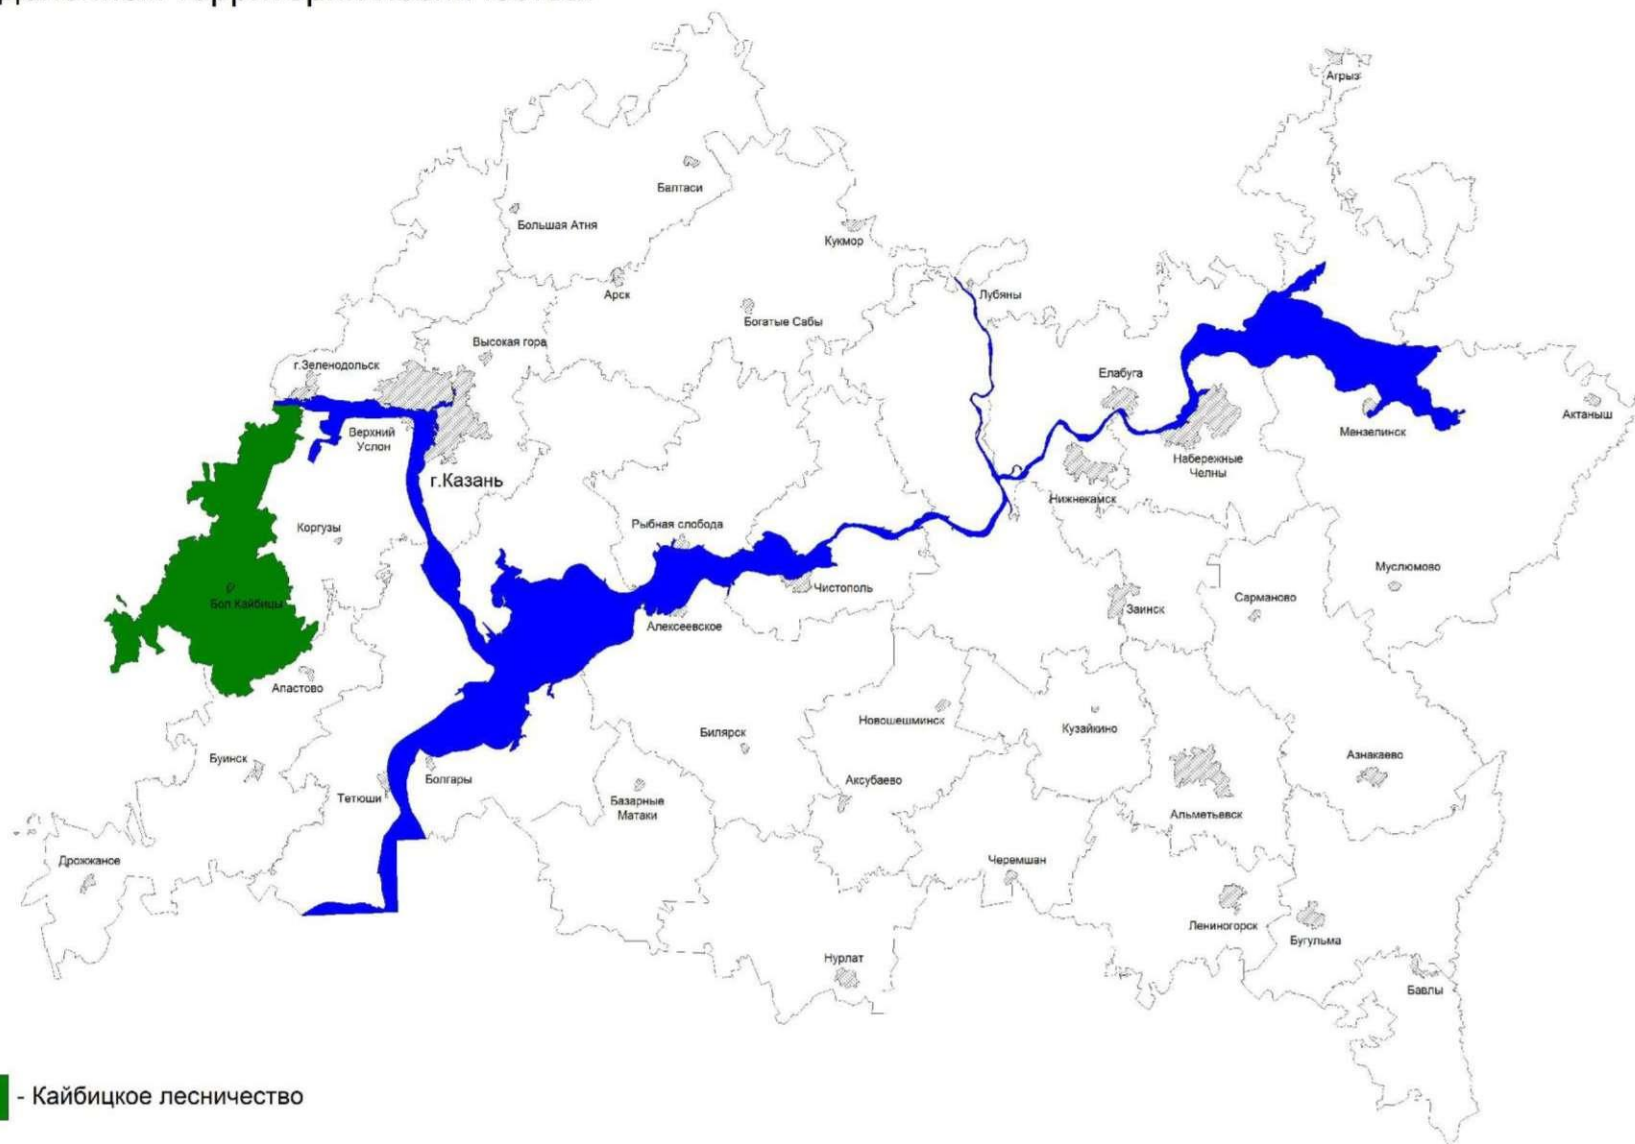 Агрыз
Балтаси
Большая Атня
Кукмор
Арск
Лубяны
Богатые Сабы
Высокая гора
г.Зеленодольск
Елабуга
Актаныш
Верхний
Услон
Мензелинск
Набережные
Челны
г.Казань
Нижнекамск
Рыбная слобода
Коргузы
Муслюмово
Чистополь
Сарманово
Бол.Кайбицы
Заинск
Алексеевское
Апастово
Новошешминск
Кузайкино
Билярск
Азнакаево
Буинск
Болгары
Аксубаево
Тетюши
Базарные
Матаки
Альметьевск
Дрожжаное
Черемшан
Лениногорск
Бугульма
Нурлат
Бавлы
- Кайбицкое лесничество